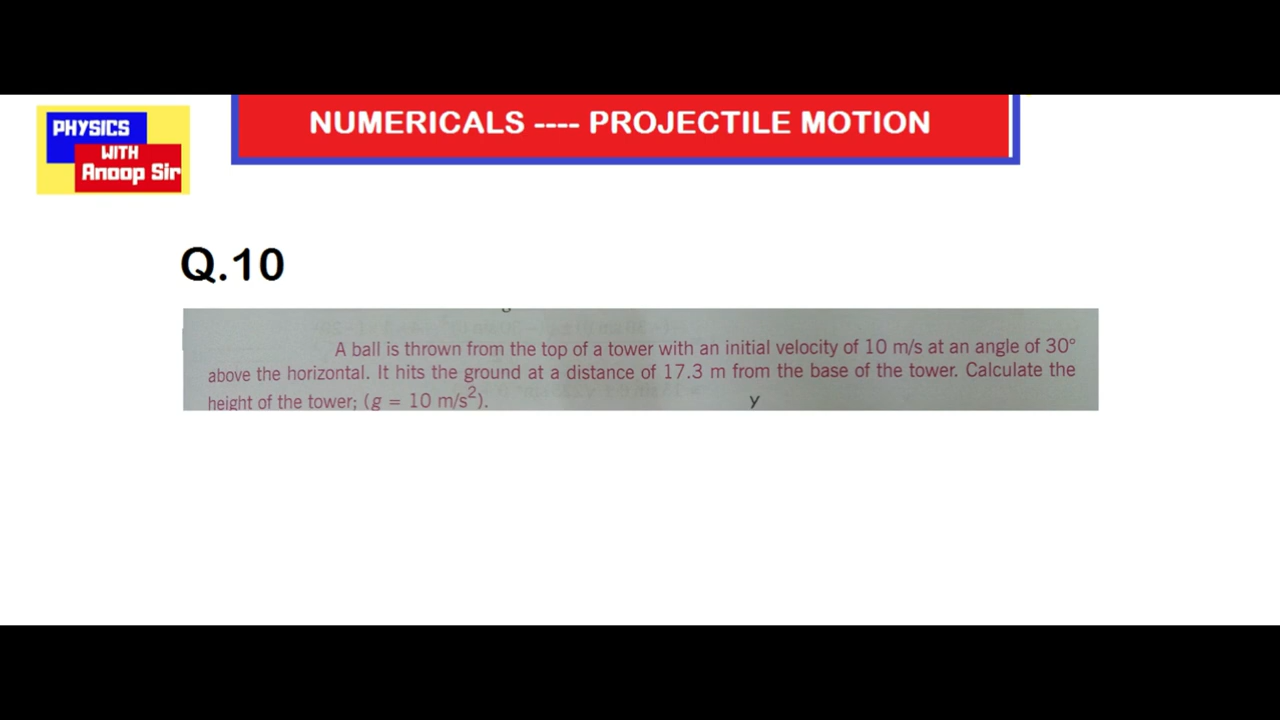 PHYSICS
WITH
Anoop Sir
NUMERICALS ---- PROJECTILE MOTION
Q.10
A ball is thrown from the top of a tower with an initial velocity of 10 m/s at an angle of 30°
above the horizontal. It hits the ground at a distance of 17.3 m from the base of the tower. Calculate the
height of the tower; (g = 10 m/s²).
y